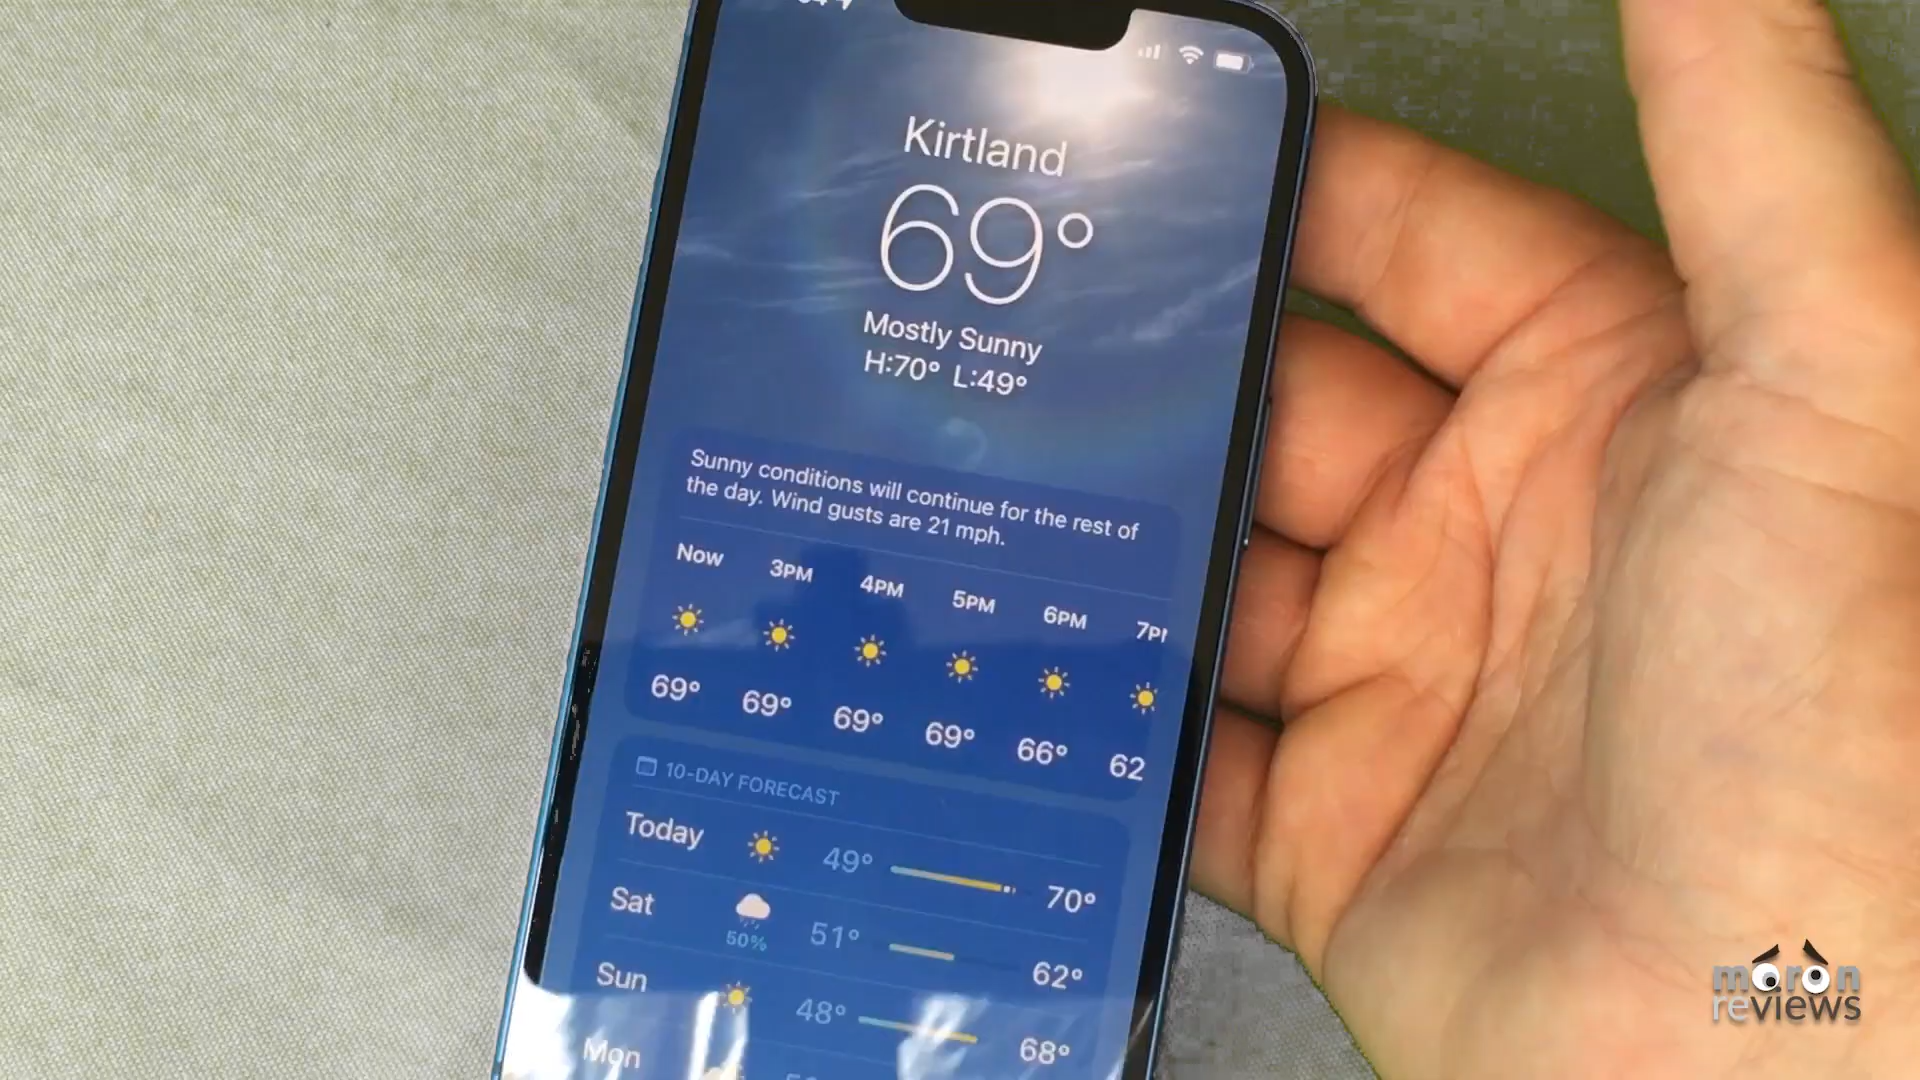 Kirtland
69°
Mostly Sunny
H:70° L:49°
Sunny conditions will continue for the rest of
the day. Wind gusts are 21 mph.
Now 3PM 4PM 5PM 6PM
69° 69° 69° 69° 66° 62
10-DAY FORECAST
Today 49° 70°
Sat 50% 51° 62°
Sun 48° 68°
Mon
moron
reviews